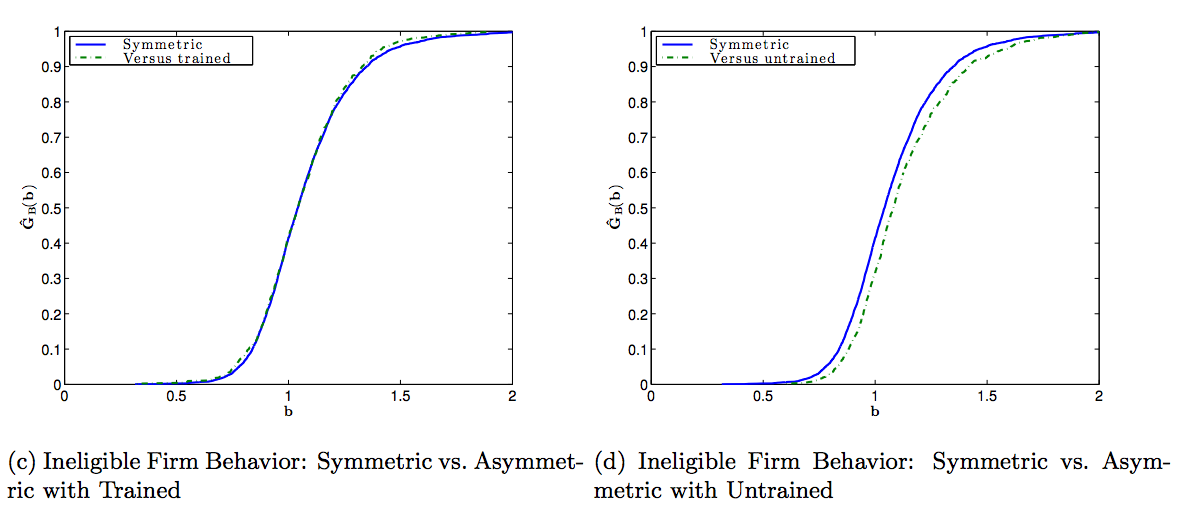 1
0.9
0.8
0.7
0.6
0.5
0.4
0.3
0.2
0.1
0
Symmetric
Versus trained
ĜB(b)
0
0.5
1
1.5
2
b
1
0.9
0.8
0.7
0.6
0.5
0.4
0.3
0.2
0.1
0
Symmetric
Versus untrained
ĜB(b)
0
0.5
1
1.5
2
b
(c) Ineligible Firm Behavior: Symmetric vs. Asymmet-
ric with Trained
(d) Ineligible Firm Behavior: Symmetric vs. Asym-
metric with Untrained